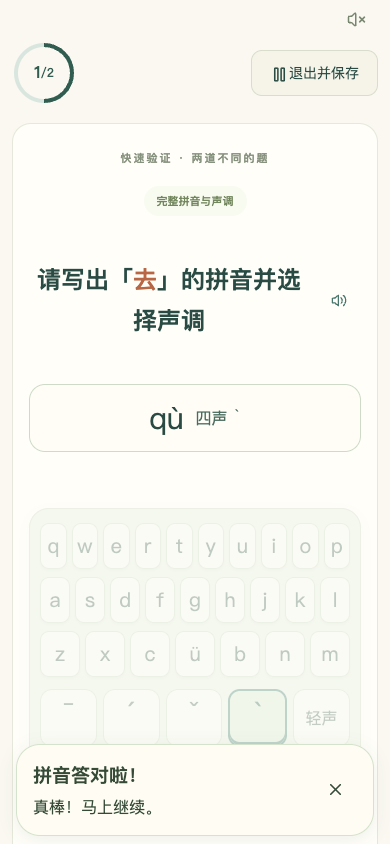 1/2
退出并保存
快速验证 · 两道不同的题
完整拼音与声调
请写出「去」的拼音并选
择声调
qù 四声 ˋ
q w e r t y u i o p
a s d f g h j k l
z x c ü b n m
ˉ ˊ ˇ ˋ 轻声
拼音答对啦！
真棒！马上继续。